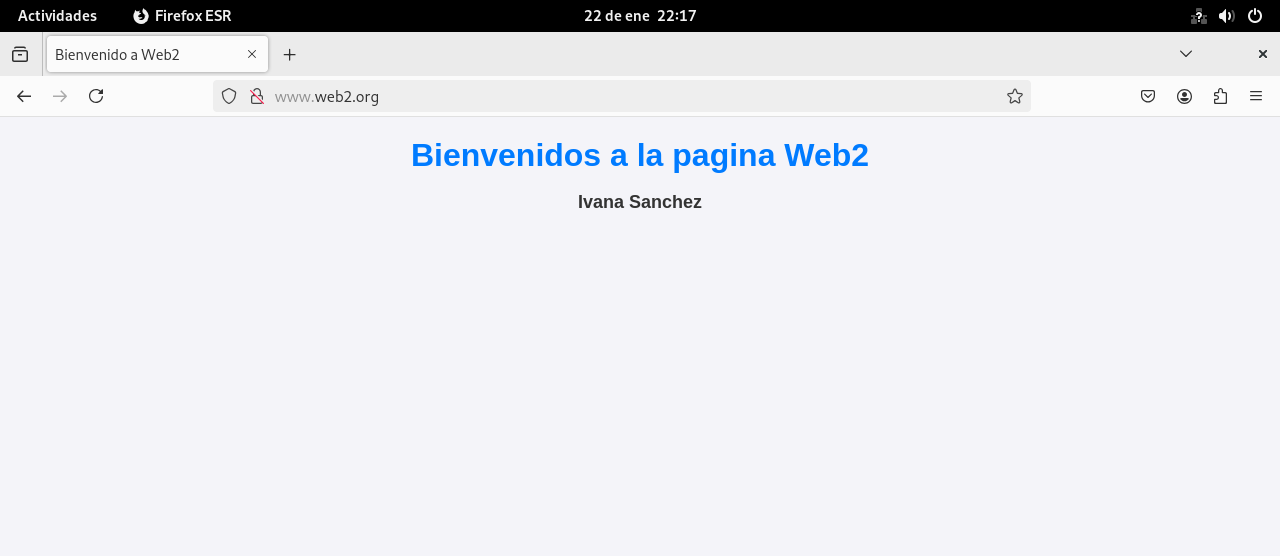 Actividades Firefox ESR 22 de ene 22:17
Bienvenido a Web2
www.web2.org
Bienvenidos a la pagina Web2
Ivana Sanchez